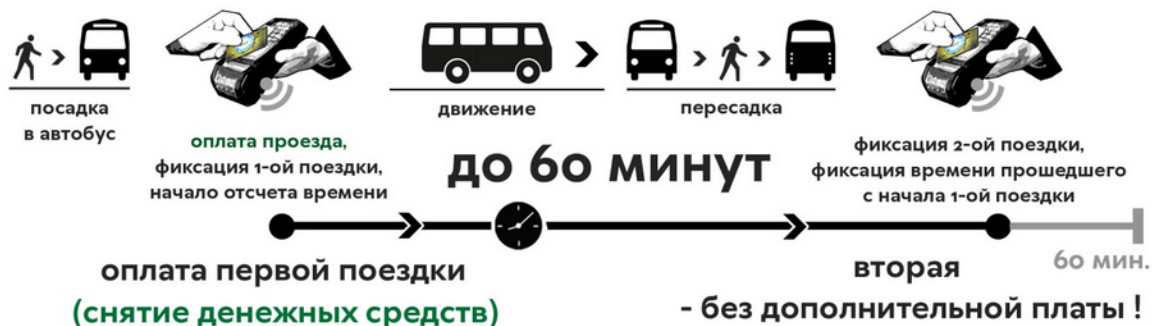 посадка
в автобус
оплата проезда,
фиксация 1-ой поездки,
начало отсчета времени
движение
пересадка
фиксация 2-ой поездки,
фиксация времени прошедшего
с начала 1-ой поездки
до 60 минут
60 мин.
оплата первой поездки
(снятие денежных средств)
вторая
- без дополнительной платы !